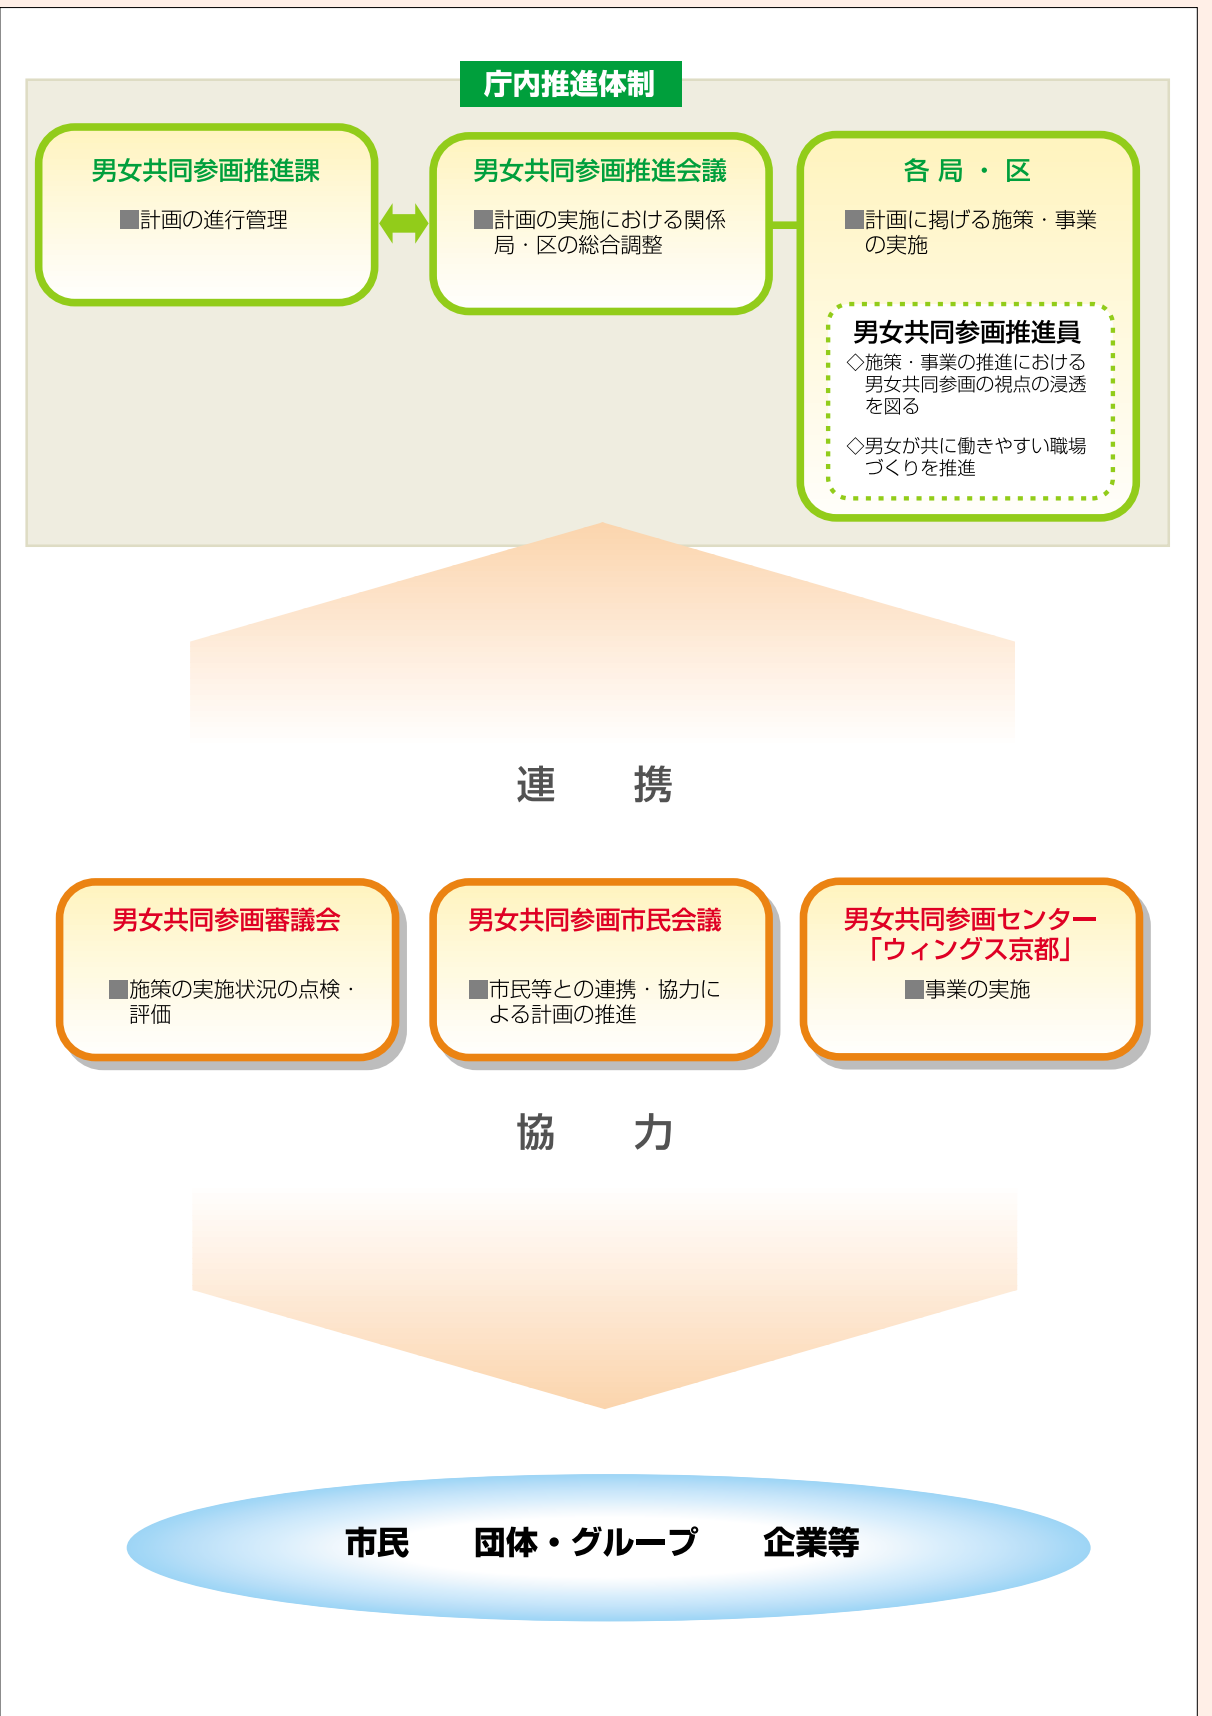 庁内推進体制
男女共同参画推進課
■計画の進行管理
男女共同参画推進会議
■計画の実施における関係
局・区の総合調整
各局・区
■計画に掲げる施策・事業
の実施
男女共同参画推進員
◇施策・事業の推進における
男女共同参画の視点の浸透
を図る
◇男女が共に働きやすい職場
づくりを推進
連　携
男女共同参画審議会
■施策の実施状況の点検・
評価
男女共同参画市民会議
■市民等との連携・協力に
よる計画の推進
男女共同参画センター
「ウィングス京都」
■事業の実施
協　力
市民　団体・グループ　企業等